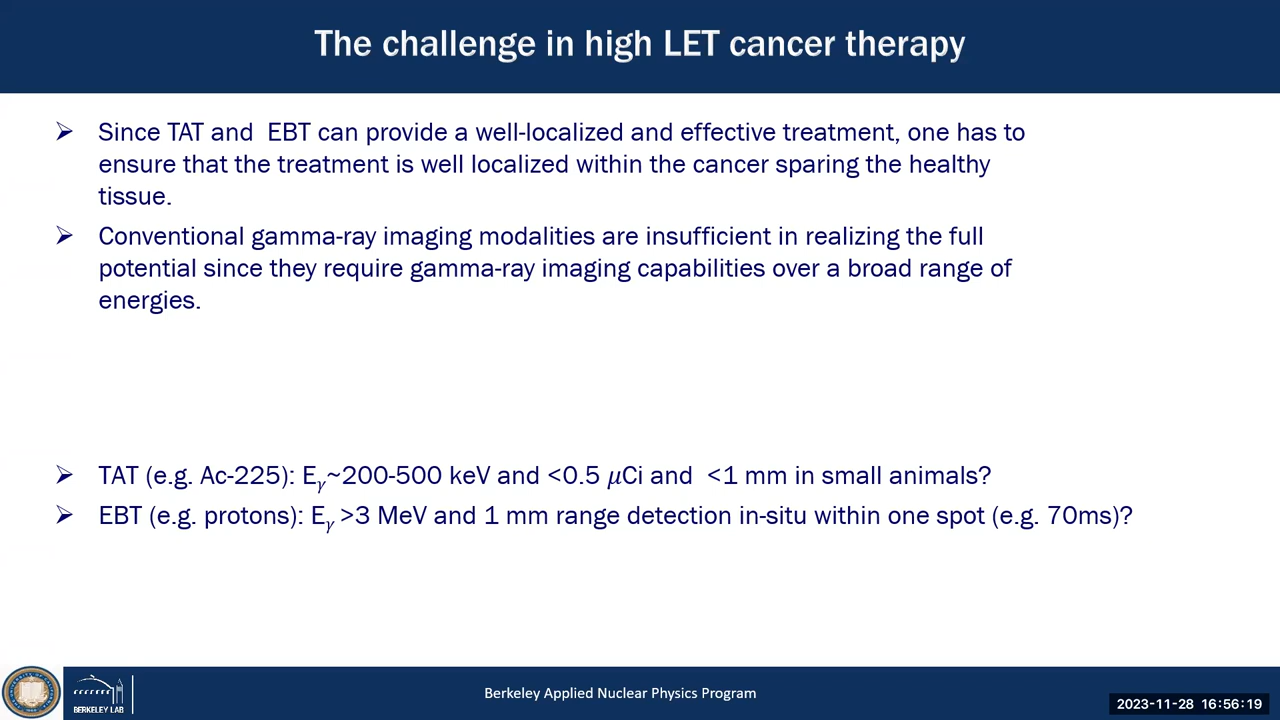 The challenge in high LET cancer therapy
➢ Since TAT and EBT can provide a well-localized and effective treatment, one has to
ensure that the treatment is well localized within the cancer sparing the healthy
tissue.
➢ Conventional gamma-ray imaging modalities are insufficient in realizing the full
potential since they require gamma-ray imaging capabilities over a broad range of
energies.
➢ TAT (e.g. Ac-225): Eᵧ~200-500 keV and <0.5 𝜇Ci and <1 mm in small animals?
➢ EBT (e.g. protons): Eᵧ >3 MeV and 1 mm range detection in-situ within one spot (e.g. 70ms)?
BERKELEY LAB
Berkeley Applied Nuclear Physics Program
2023-11-28 16:56:19